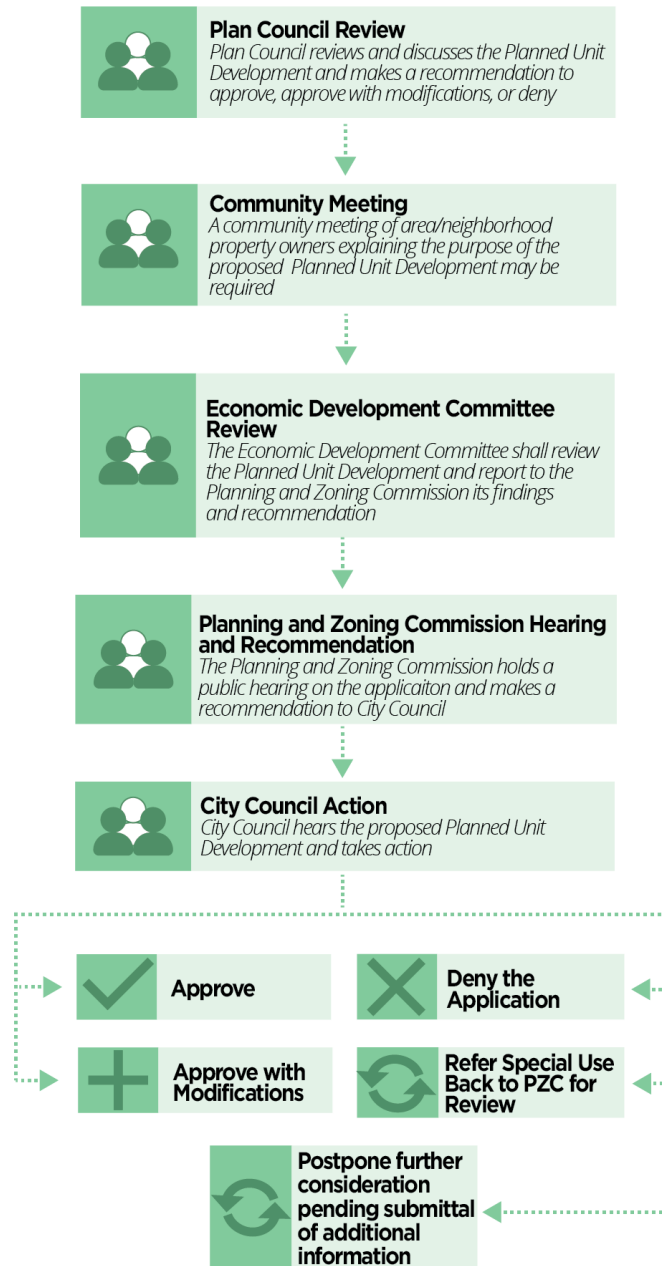 Plan Council Review
Plan Council reviews and discusses the Planned Unit
Development and makes a recommendation to
approve, approve with modifications, or deny
Community Meeting
A community meeting of area/neighborhood
property owners explaining the purpose of the
proposed Planned Unit Development may be
required
Economic Development Committee
Review
The Economic Development Committee shall review
the Planned Unit Development and report to the
Planning and Zoning Commission its findings
and recommendation
Planning and Zoning Commission Hearing
and Recommendation
The Planning and Zoning Commission holds a
public hearing on the applicaiton and makes a
recommendation to City Council
City Council Action
City Council hears the proposed Planned Unit
Development and takes action
Approve
Deny the
Application
Approve with
Modifications
Refer Special Use
Back to PZC for
Review
Postpone further
consideration
pending submittal
of additional
information